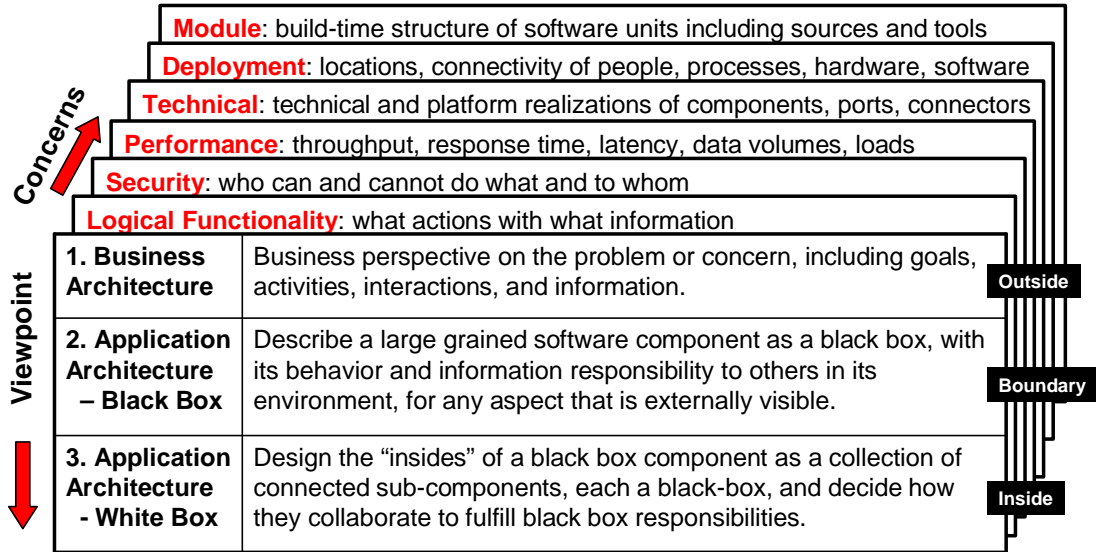 Module: build-time structure of software units including sources and tools
Deployment: locations, connectivity of people, processes, hardware, software
Technical: technical and platform realizations of components, ports, connectors
Performance: throughput, response time, latency, data volumes, loads
Security: who can and cannot do what and to whom
Logical Functionality: what actions with what information
Concerns
Viewpoint
1. Business
Architecture
Business perspective on the problem or concern, including goals,
activities, interactions, and information.
Outside
2. Application
Architecture
– Black Box
Describe a large grained software component as a black box, with
its behavior and information responsibility to others in its
environment, for any aspect that is externally visible.
Boundary
3. Application
Architecture
- White Box
Design the “insides” of a black box component as a collection of
connected sub-components, each a black-box, and decide how
they collaborate to fulfill black box responsibilities.
Inside